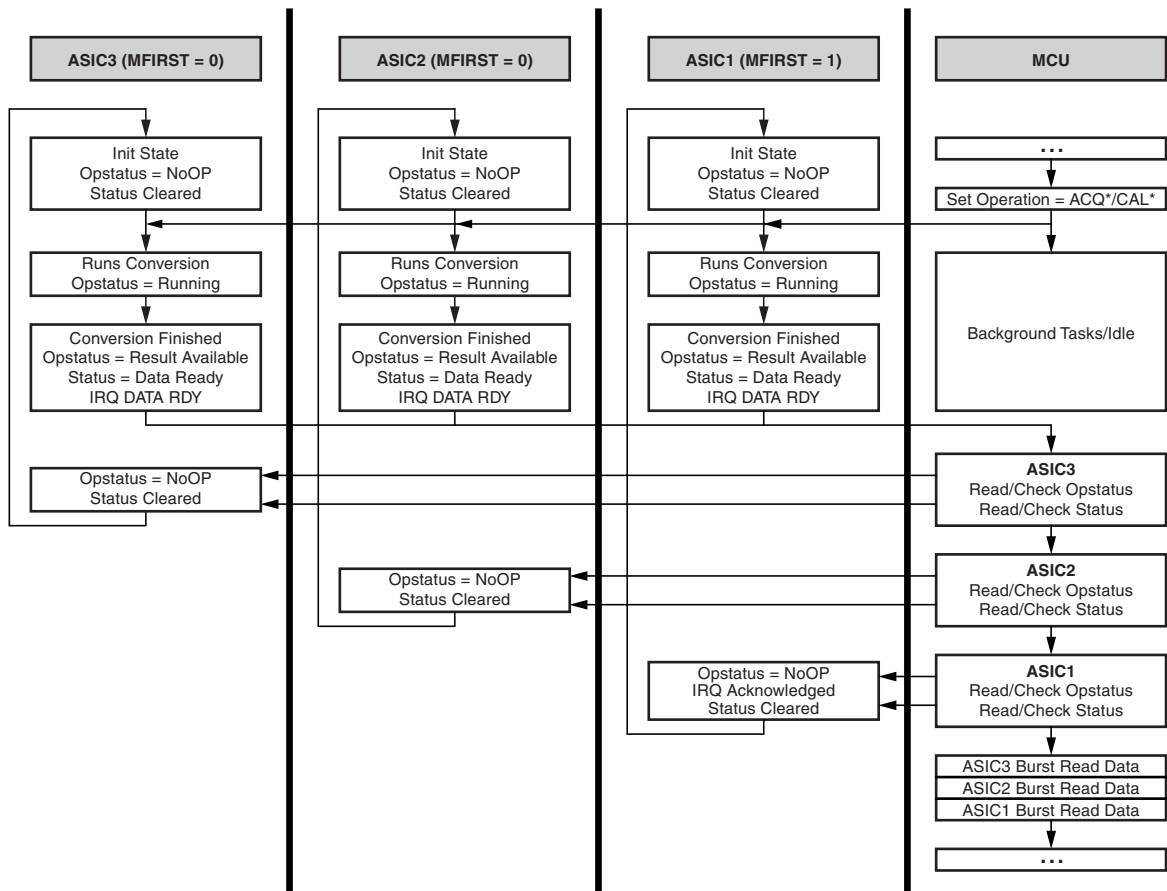 ASIC3 (MFIRST = 0)
ASIC2 (MFIRST = 0)
ASIC1 (MFIRST = 1)
MCU
Init State
Opstatus = NoOP
Status Cleared
Init State
Opstatus = NoOP
Status Cleared
Init State
Opstatus = NoOP
Status Cleared
...
Set Operation = ACQ*/CAL*
Runs Conversion
Opstatus = Running
Runs Conversion
Opstatus = Running
Runs Conversion
Opstatus = Running
Background Tasks/Idle
Conversion Finished
Opstatus = Result Available
Status = Data Ready
IRQ DATA RDY
Conversion Finished
Opstatus = Result Available
Status = Data Ready
IRQ DATA RDY
Conversion Finished
Opstatus = Result Available
Status = Data Ready
IRQ DATA RDY
Opstatus = NoOP
Status Cleared
ASIC3
Read/Check Opstatus
Read/Check Status
Opstatus = NoOP
Status Cleared
ASIC2
Read/Check Opstatus
Read/Check Status
Opstatus = NoOP
IRQ Acknowledged
Status Cleared
ASIC1
Read/Check Opstatus
Read/Check Status
ASIC3 Burst Read Data
ASIC2 Burst Read Data
ASIC1 Burst Read Data
...